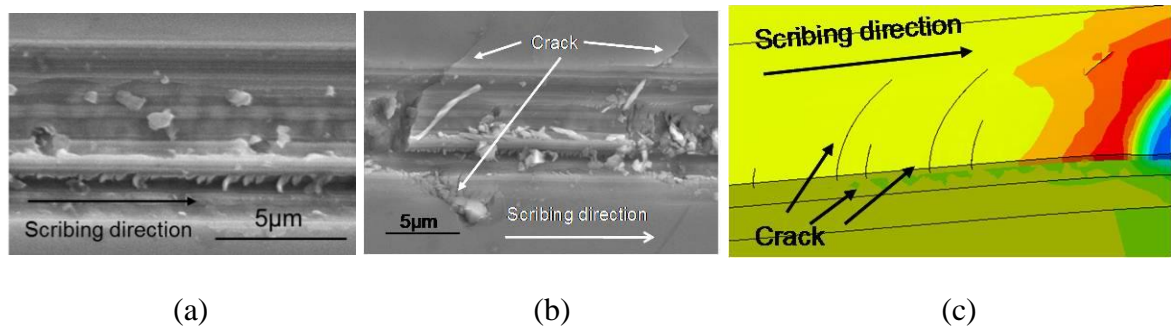 Scribing direction
5μm
(a)
Crack
5μm
Scribing direction
(b)
Scribing direction
Crack
(c)